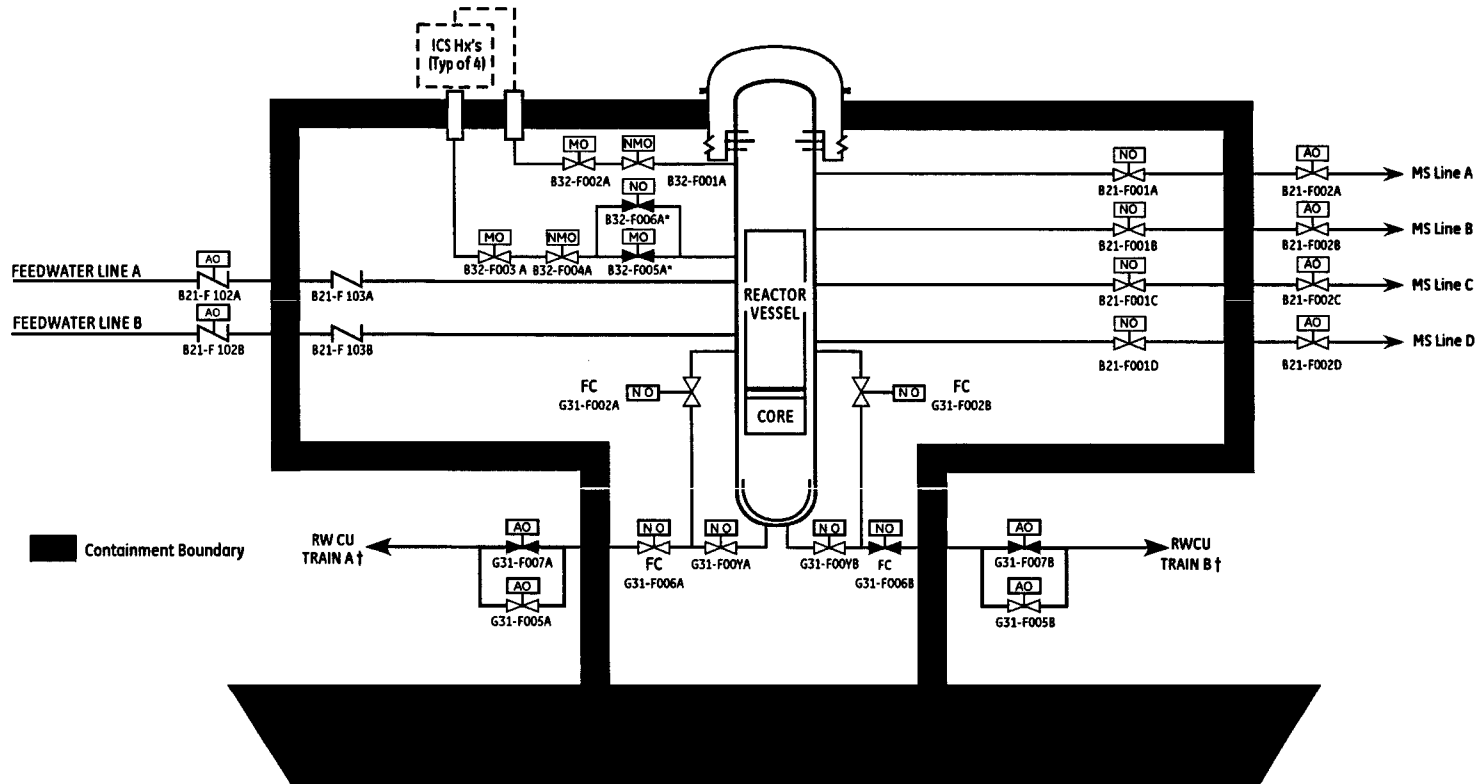 ICS Hx's
(Typ of 4)
MO
NMO
B32-F002A
B32-F001A
NO
B32-F006A*
MO
NMO
MO
B32-F003 A
B32-F004A
B32-F005A*
FEEDWATER LINE A
AO
B21-F 102A
B21-F 103A
FEEDWATER LINE B
AO
B21-F 102B
B21-F 103B
REACTOR
VESSEL
CORE
NO
B21-F001A
AO
B21-F002A
MS Line A
NO
B21-F001B
AO
B21-F002B
MS Line B
NO
B21-F001C
AO
B21-F002C
MS Line C
NO
B21-F001D
AO
B21-F002D
MS Line D
FC
G31-F002A
N O
N O
FC
G31-F002B
Containment Boundary
RW CU
TRAIN A †
AO
G31-F007A
AO
G31-F005A
N O
FC
G31-F006A
N O
G31-F00YA
N O
G31-F00YB
NO
FC
G31-F006B
AO
G31-F007B
AO
G31-F005B
RWCU
TRAIN B †